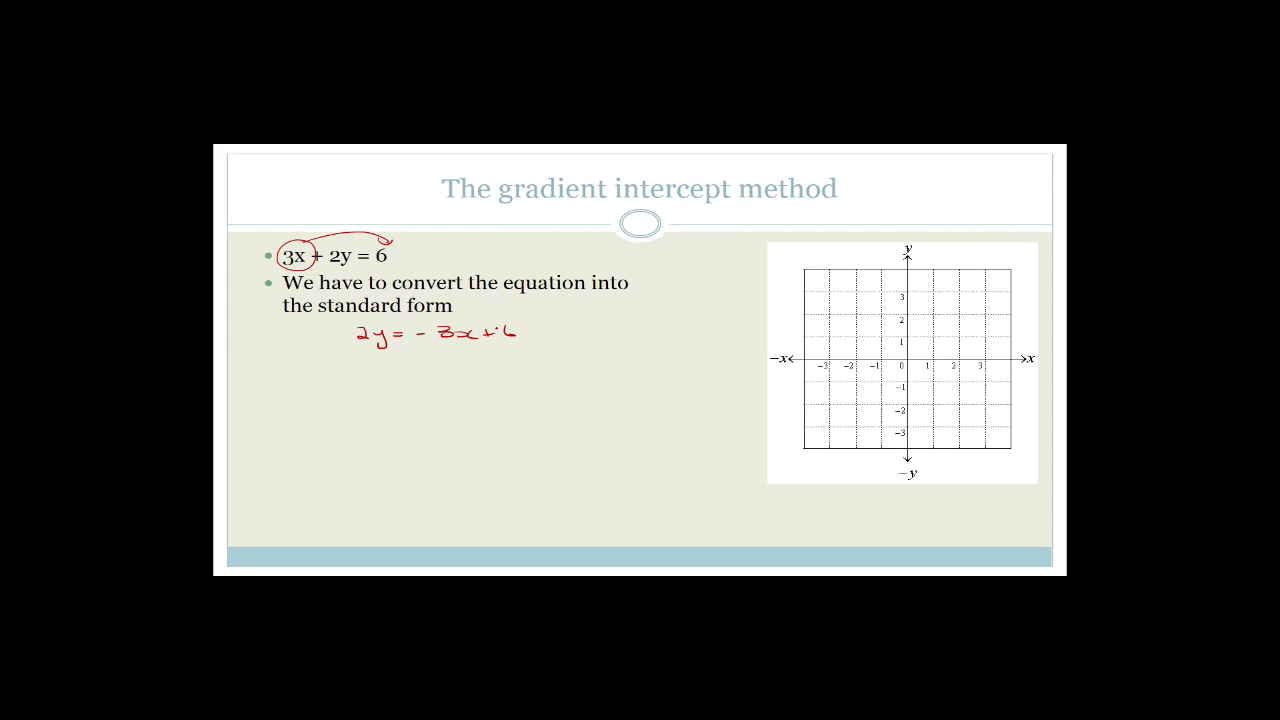 The gradient intercept method
3x + 2y = 6
We have to convert the equation into
the standard form
2y = - 3x + 6
y
3
2
1
−x
−3 −2 −1 0 1 2 3
x
−1
−2
−3
−y